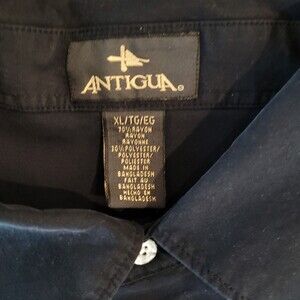 ANTIGUA®
XL/TG/EG
70% RAYON
RAYON
RAYONNE
30% POLYESTER/
POLYESTER/
POLIESTER
MADE IN
BANGLADESH
FAIT AU
BANGLADESH
HECHO EN
BANGLADESH